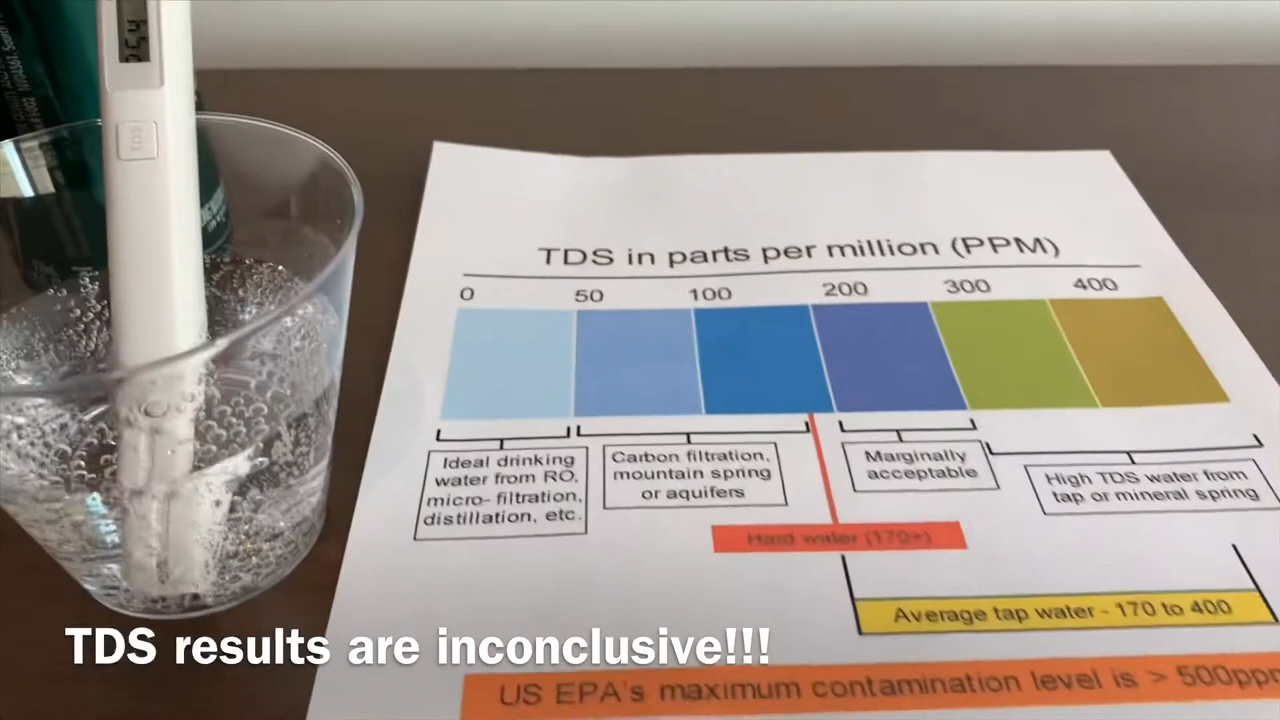 TDS
TDS in parts per million (PPM)
0 50 100 200 300 400
Ideal drinking
water from RO,
micro- filtration,
distillation, etc.
Carbon filtration,
mountain spring
or aquifers
Marginally
acceptable
High TDS water from
tap or mineral spring
Hard water (170+)
Average tap water - 170 to 400
US EPA's maximum contamination level is > 500ppm
TDS results are inconclusive!!!